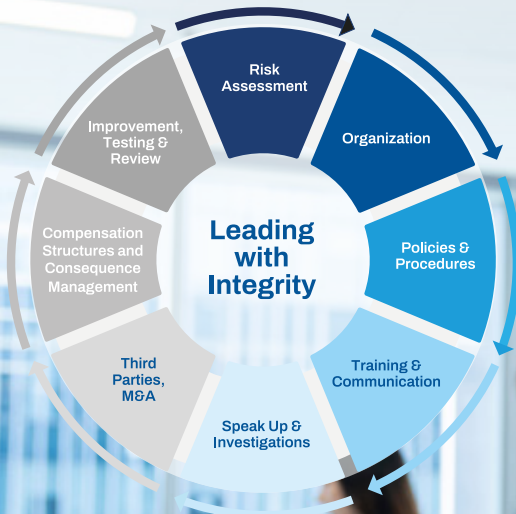 Risk
Assessment
Organization
Policies &
Procedures
Training &
Communication
Speak Up &
Investigations
Third
Parties,
M&A
Compensation
Structures and
Consequence
Management
Improvement,
Testing &
Review
Leading
with
Integrity